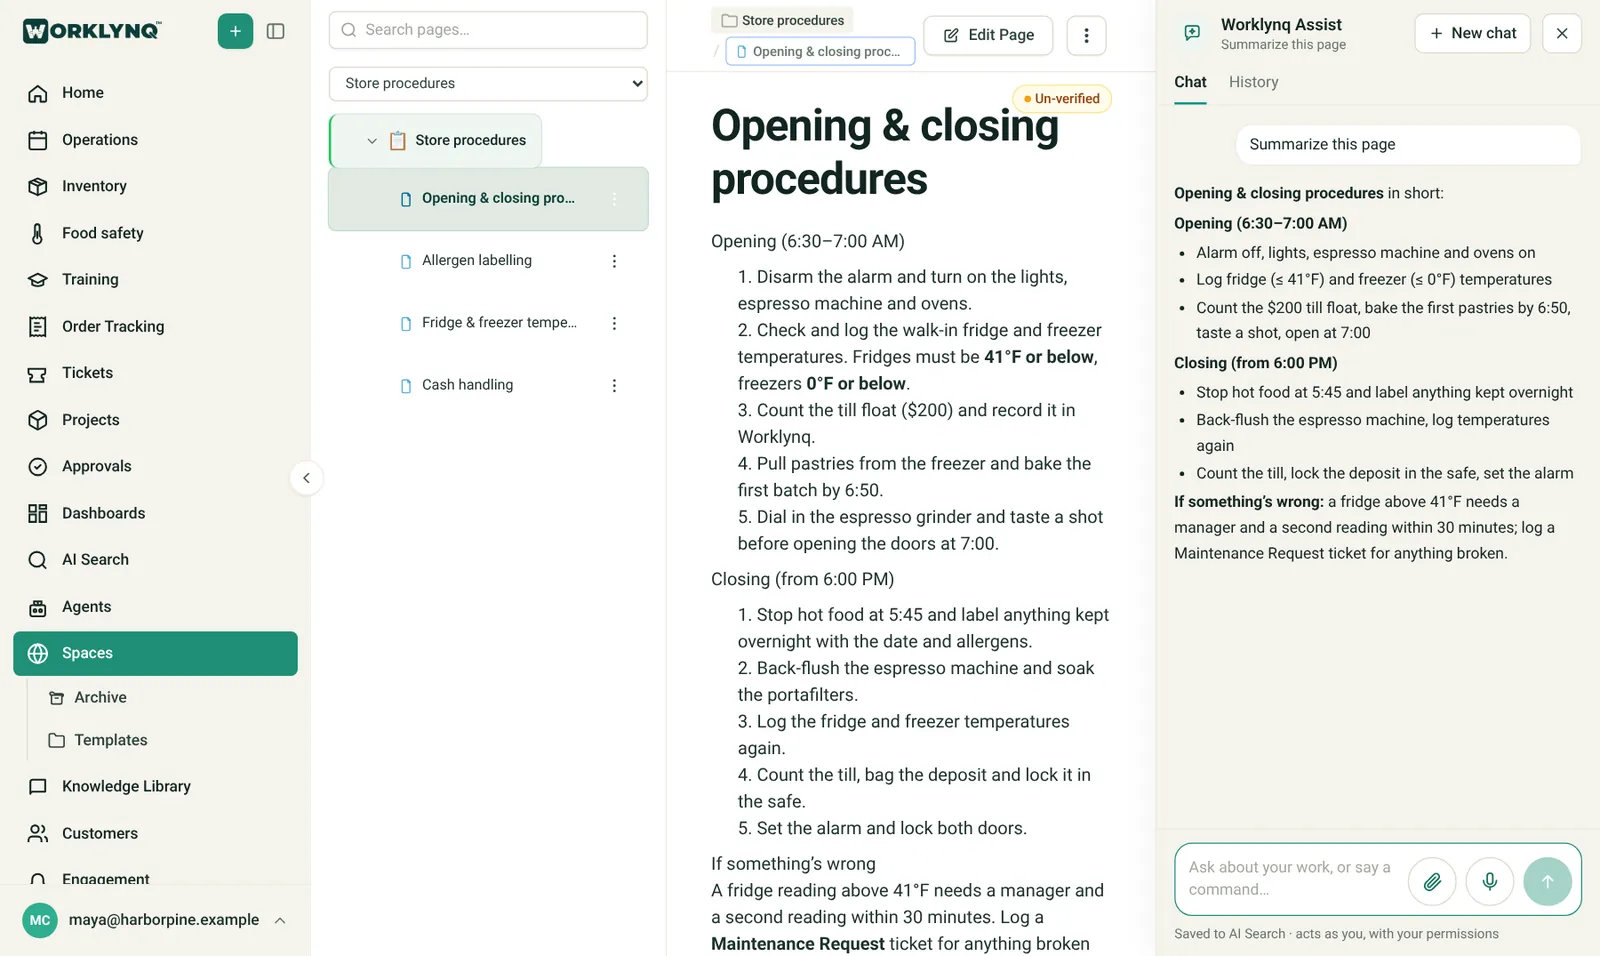 WORKLYNQ™
+
Home
Operations
Inventory
Food safety
Training
Order Tracking
Tickets
Projects
Approvals
Dashboards
AI Search
Agents
Spaces
Archive
Templates
Knowledge Library
Customers
Engagement
MC maya@harborpine.example
Search pages...
Store procedures
Store procedures
Opening & closing pro...
Allergen labelling
Fridge & freezer tempe...
Cash handling
Store procedures
/ Opening & closing proc...
Edit Page
Un-verified
Opening & closing
procedures
Opening (6:30–7:00 AM)
1. Disarm the alarm and turn on the lights,
espresso machine and ovens.
2. Check and log the walk-in fridge and freezer
temperatures. Fridges must be 41°F or below,
freezers 0°F or below.
3. Count the till float ($200) and record it in
Worklynq.
4. Pull pastries from the freezer and bake the
first batch by 6:50.
5. Dial in the espresso grinder and taste a shot
before opening the doors at 7:00.
Closing (from 6:00 PM)
1. Stop hot food at 5:45 and label anything kept
overnight with the date and allergens.
2. Back-flush the espresso machine and soak
the portafilters.
3. Log the fridge and freezer temperatures
again.
4. Count the till, bag the deposit and lock it in
the safe.
5. Set the alarm and lock both doors.
If something’s wrong
A fridge reading above 41°F needs a manager and
a second reading within 30 minutes. Log a
Maintenance Request ticket for anything broken
Worklynq Assist
Summarize this page
+ New chat
Chat
History
Summarize this page
Opening & closing procedures in short:
Opening (6:30–7:00 AM)
• Alarm off, lights, espresso machine and ovens on
• Log fridge (≤ 41°F) and freezer (≤ 0°F) temperatures
• Count the $200 till float, bake the first pastries by 6:50,
taste a shot, open at 7:00
Closing (from 6:00 PM)
• Stop hot food at 5:45 and label anything kept overnight
• Back-flush the espresso machine, log temperatures
again
• Count the till, lock the deposit in the safe, set the alarm
If something’s wrong: a fridge above 41°F needs a
manager and a second reading within 30 minutes; log a
Maintenance Request ticket for anything broken.
Ask about your work, or say a
command...
Saved to AI Search · acts as you, with your permissions